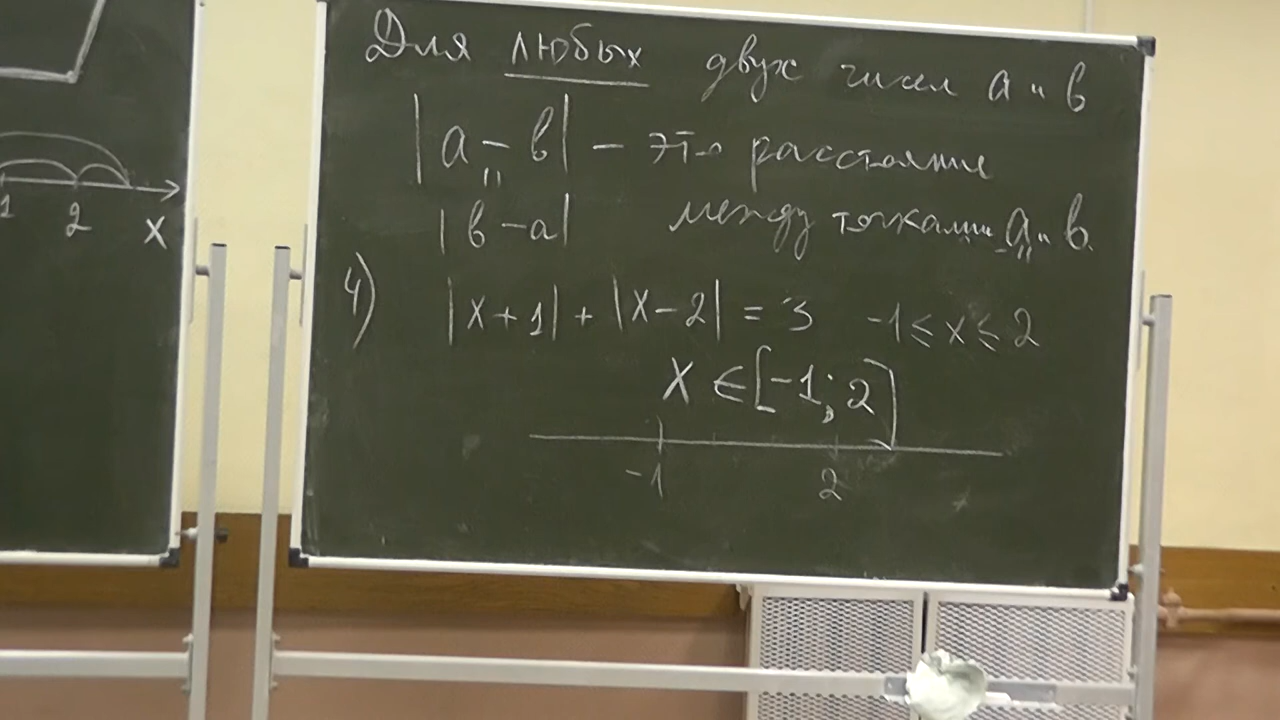 1 2 x
Для любых двух чисел a и b
|a - b| - это расстояние
"
|b - a| между точками a и b.
4) |x + 1| + |x - 2| = 3 -1 ≤ x ≤ 2
x ∈ [-1; 2]
-1 2